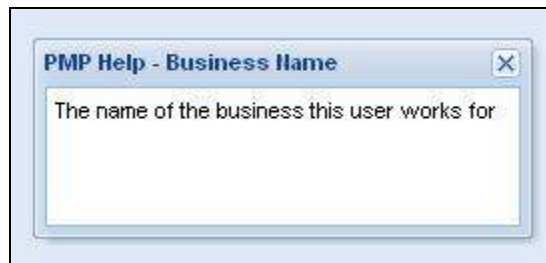 PMP Help - Business Name
The name of the business this user works for